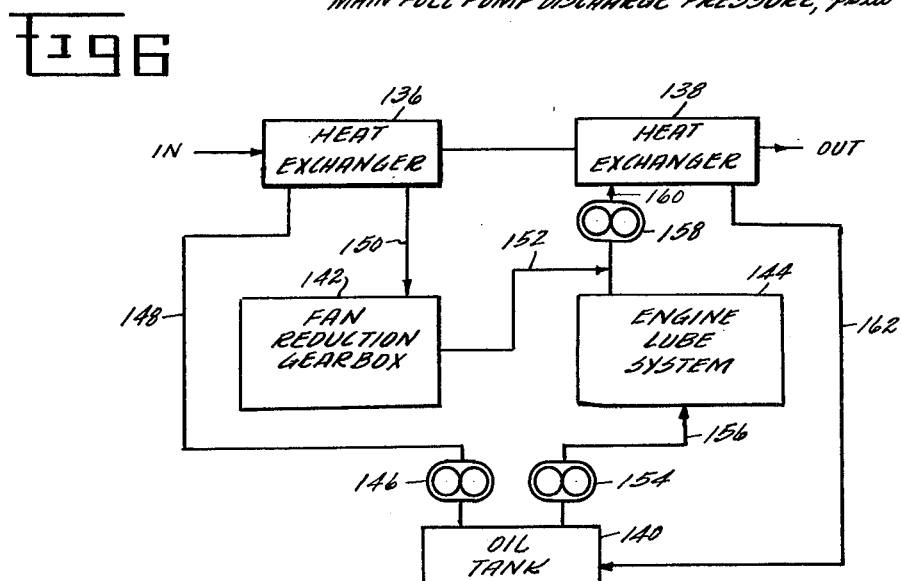 MAIN FUEL PUMP DISCHARGE PRESSURE,
FIG 6
136
138
HEAT
EXCHANGER
HEAT
EXCHANGER
IN
OUT
160
150
152
158
142
144
148
FAN
REDUCTION
GEARBOX
ENGINE
LUBE
SYSTEM
162
156
146
154
140
OIL
TANK